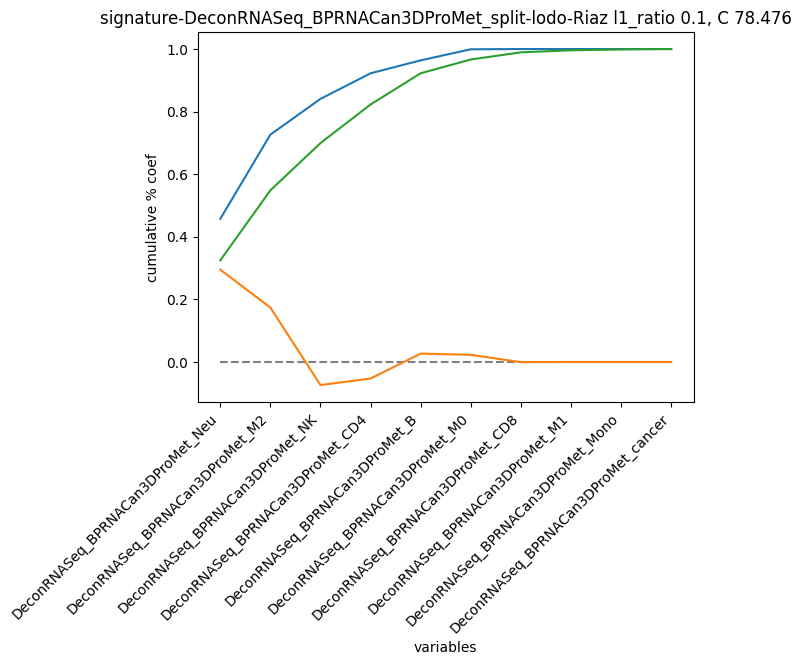 signature-DeconRNASeq_BPRNACan3DProMet_split-lodo-Riaz l1_ratio 0.1, C 78.476
1.0
0.8
0.6
0.4
0.2
0.0
cumulative % coef
DeconRNASeq_BPRNACan3DProMet_Neu
DeconRNASeq_BPRNACan3DProMet_M2
DeconRNASeq_BPRNACan3DProMet_NK
DeconRNASeq_BPRNACan3DProMet_CD4
DeconRNASeq_BPRNACan3DProMet_B
DeconRNASeq_BPRNACan3DProMet_M0
DeconRNASeq_BPRNACan3DProMet_CD8
DeconRNASeq_BPRNACan3DProMet_M1
DeconRNASeq_BPRNACan3DProMet_Mono
DeconRNASeq_BPRNACan3DProMet_cancer
variables